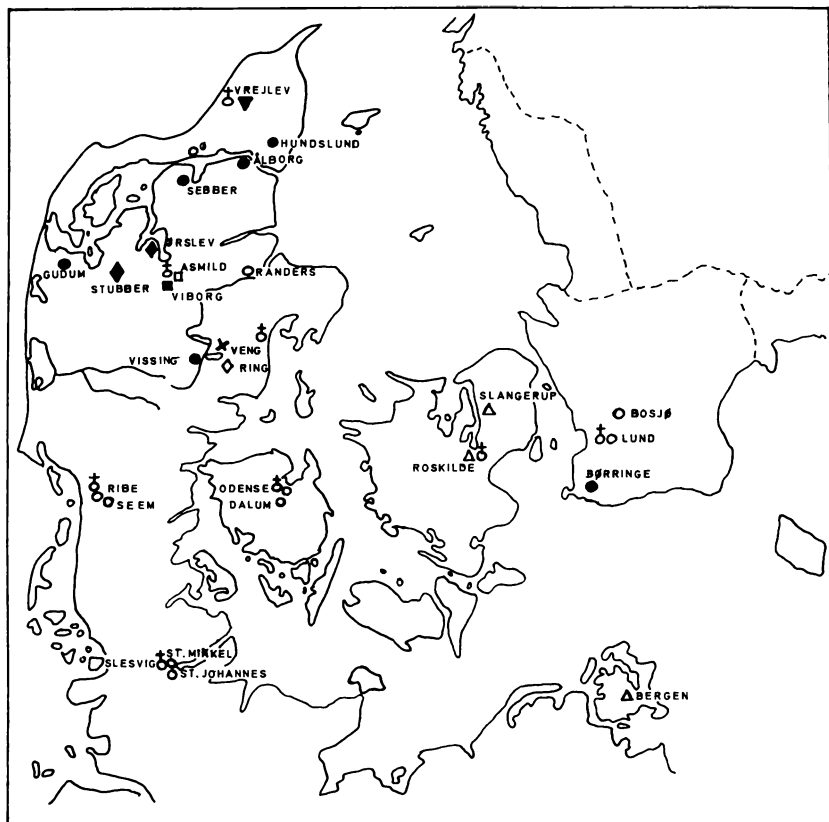 VREJLEV
Ø
HUNDSLUND
ÅLBORG
SEBBER
ØRSLEV
GUDUM
STUBBER
ASMILD
RANDERS
VIBORG
VENG
VISSING
RING
SLANGERUP
BOSJØ
LUND
ROSKILDE
BØRRINGE
RIBE
SEEM
ODENSE
DALUM
ST. MIKKEL
SLESVIG
ST. JOHANNES
BERGEN